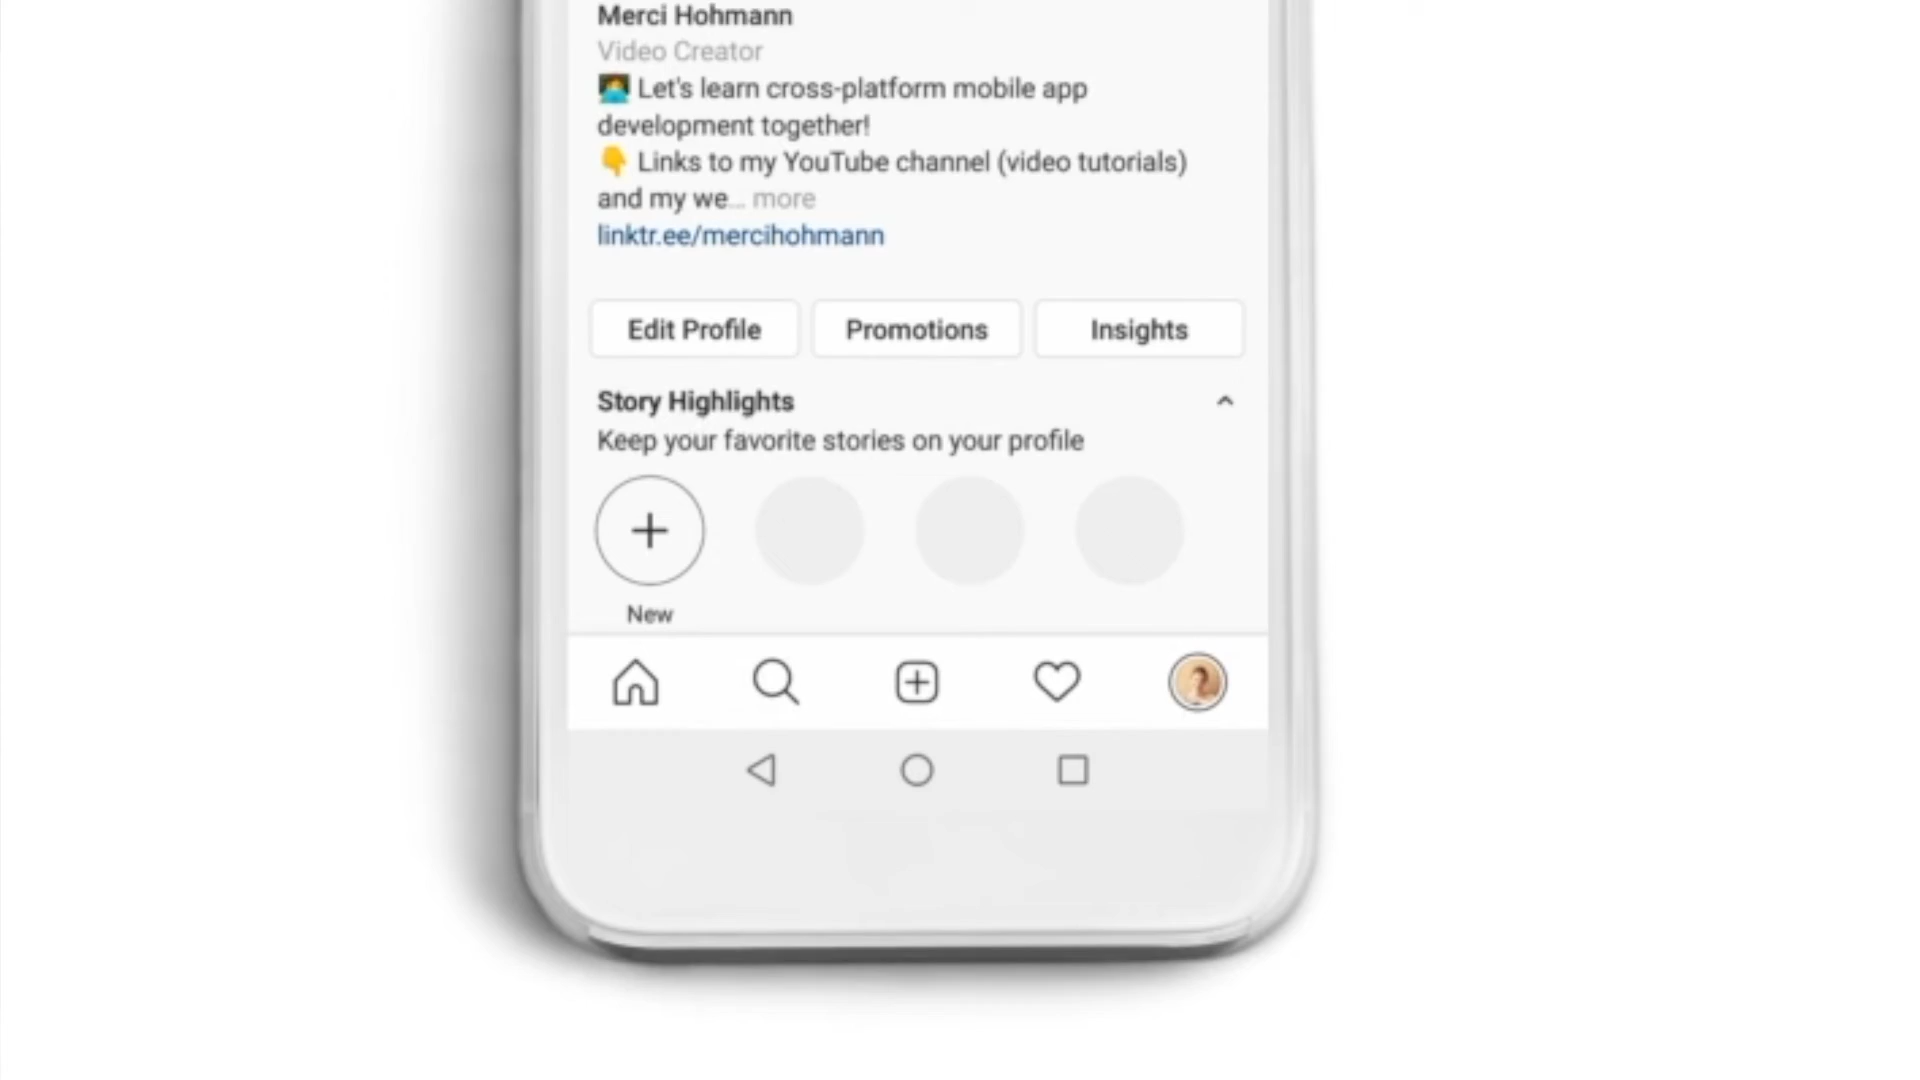 Merci Hohmann
Video Creator
🧑‍💻 Let's learn cross-platform mobile app
development together!
👇 Links to my YouTube channel (video tutorials)
and my we... more
linktr.ee/mercihohmann
Edit Profile
Promotions
Insights
Story Highlights
Keep your favorite stories on your profile
New